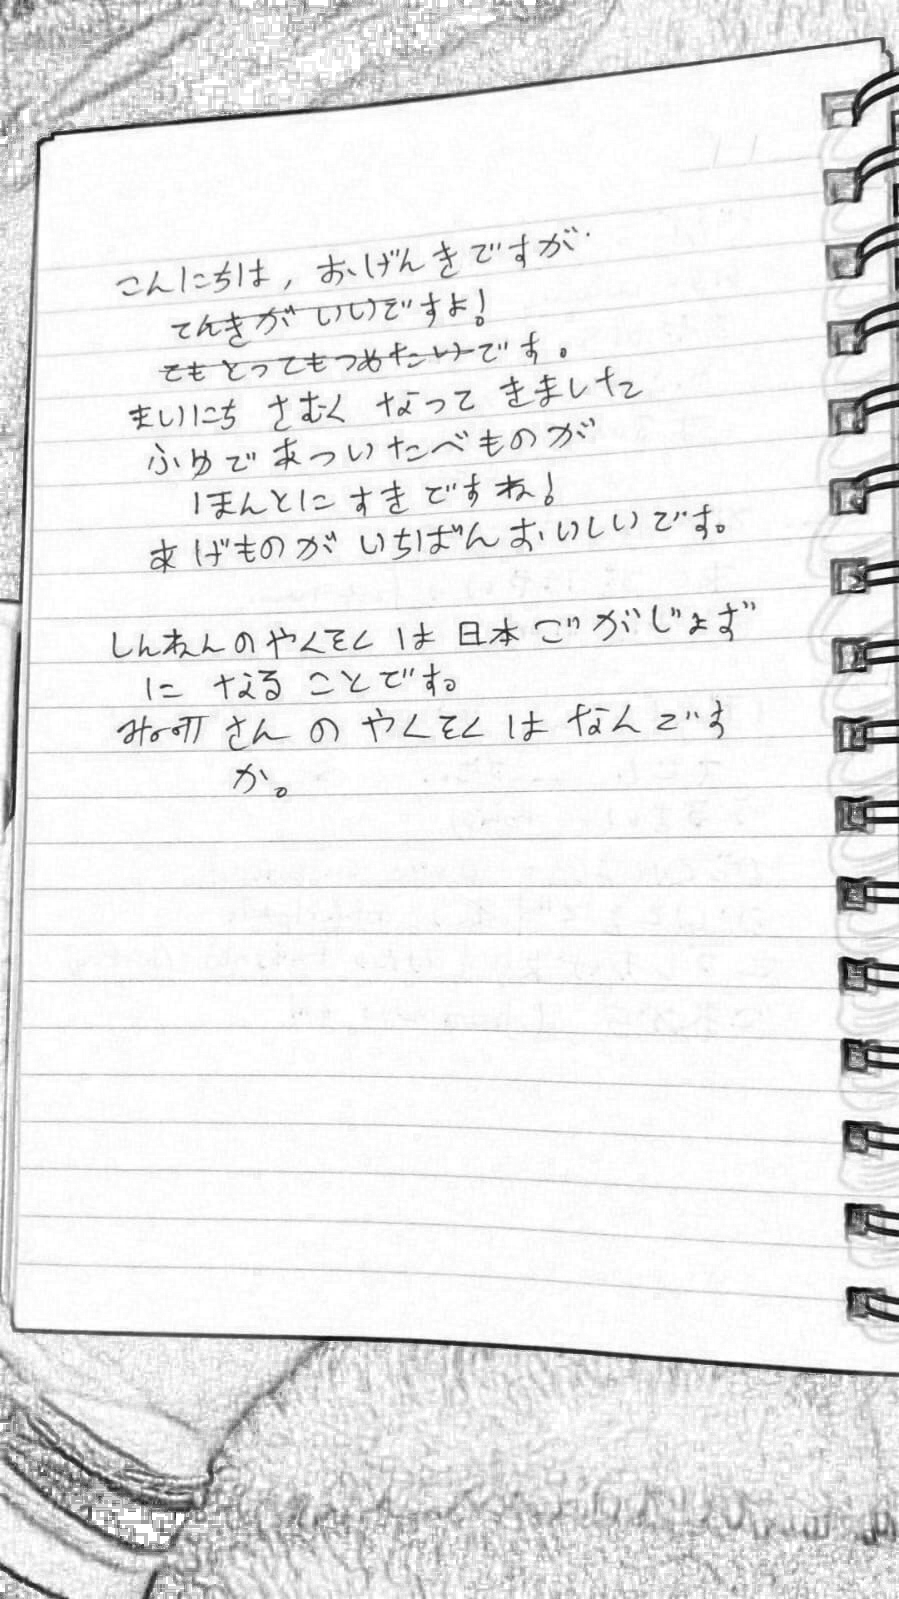 こんにちは, おげんきですが.
てんきがいいですよ!
てもとってもつめたいです。
まいにち さむく なって きました
ふゆであついたべものが
ほんとにすきですね!
あげものがいちばんおいしいです。
しんねんのやくそくは日本ごがじょず
に なることです。
さんのやくそくはなんです
か。